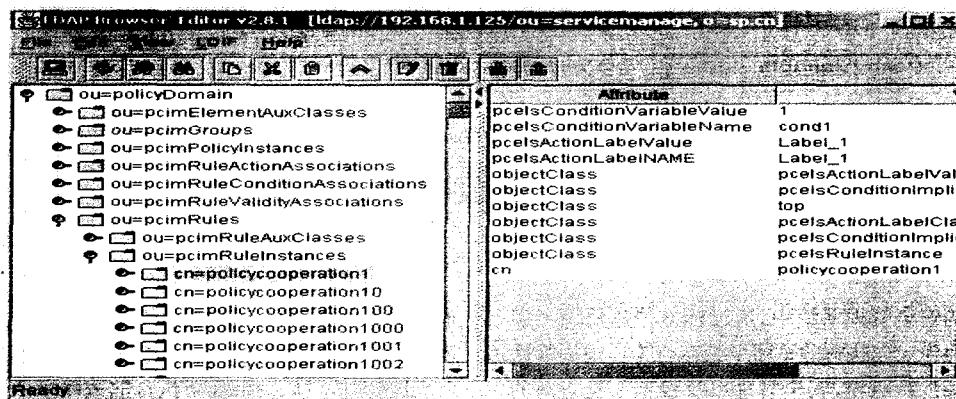 LDAP Browser Editor v2.8.1 [ldap://192.168.1.125/ou=servicemanage, o=sp.cn]
LDIF Help
ou=policyDomain
ou=pcimElementAuxClasses
ou=pcimGroups
ou=pcimPolicyInstances
ou=pcimRuleActionAssociations
ou=pcimRuleConditionAssociations
ou=pcimRuleValidityAssociations
ou=pcimRules
ou=pcimRuleAuxClasses
ou=pcimRuleInstances
cn=policycooperation1
cn=policycooperation10
cn=policycooperation100
cn=policycooperation1000
cn=policycooperation1001
cn=policycooperation1002
Attribute
pcelsConditionVariableValue 1
pcelsConditionVariableName cond1
pcelsActionLabelValue Label_1
pcelsActionLabelNAME Label_1
objectClass pcelsActionLabelVal
objectClass pcelsConditionImpli
objectClass top
objectClass pcelsActionLabelCla
objectClass pcelsConditionImpli
objectClass pcelsRuleInstance
cn policycooperation1
Ready